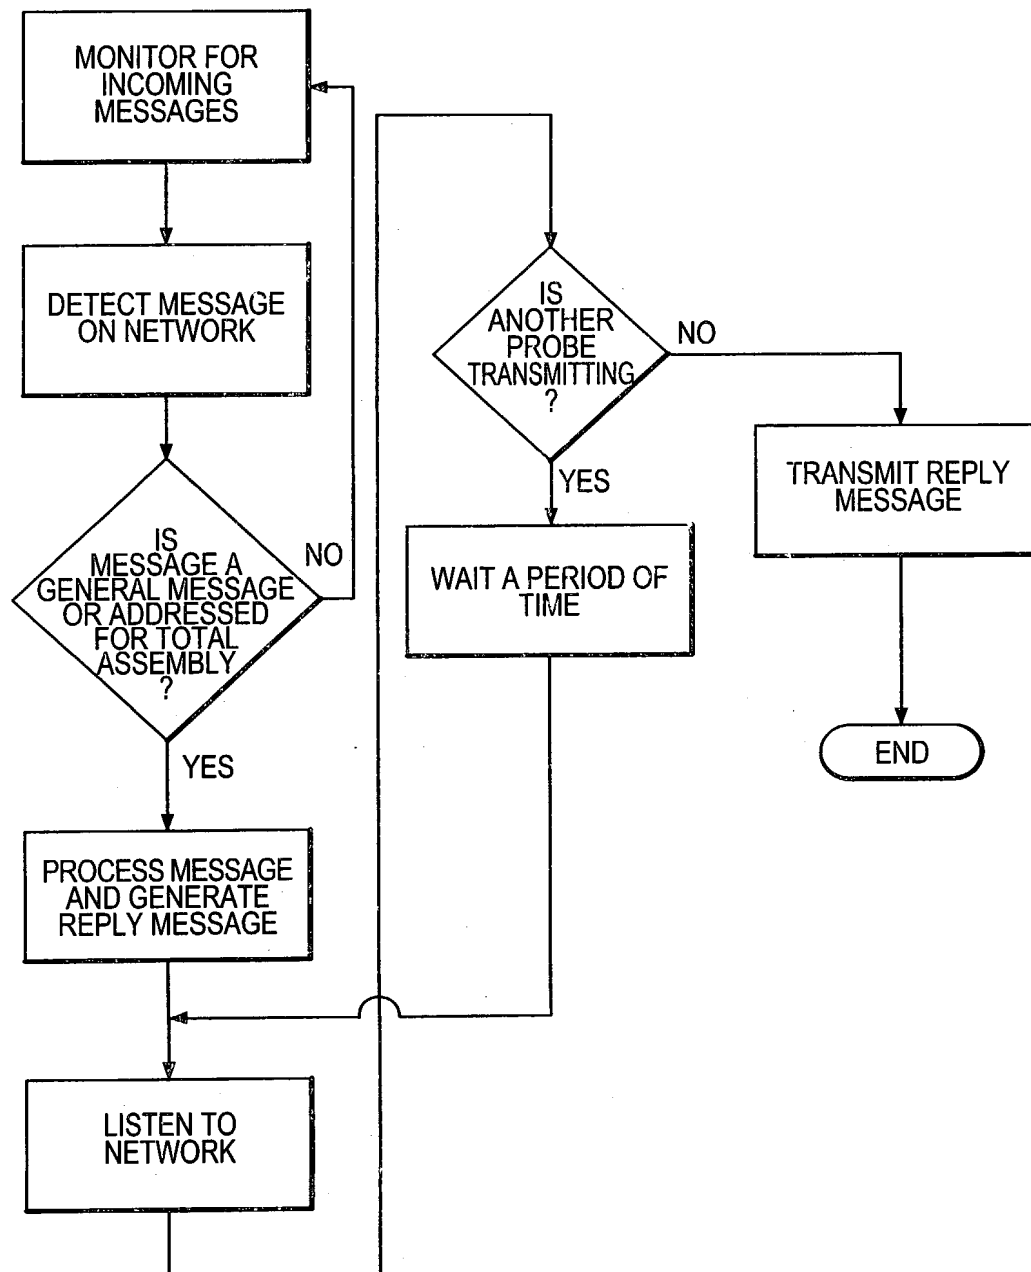 MONITOR FOR
INCOMING
MESSAGES
DETECT MESSAGE
ON NETWORK
IS
MESSAGE A
GENERAL MESSAGE
OR ADDRESSED
FOR TOTAL
ASSEMBLY
?
NO
YES
PROCESS MESSAGE
AND GENERATE
REPLY MESSAGE
LISTEN TO
NETWORK
IS
ANOTHER
PROBE
TRANSMITTING
?
NO
YES
WAIT A PERIOD OF
TIME
TRANSMIT REPLY
MESSAGE
END